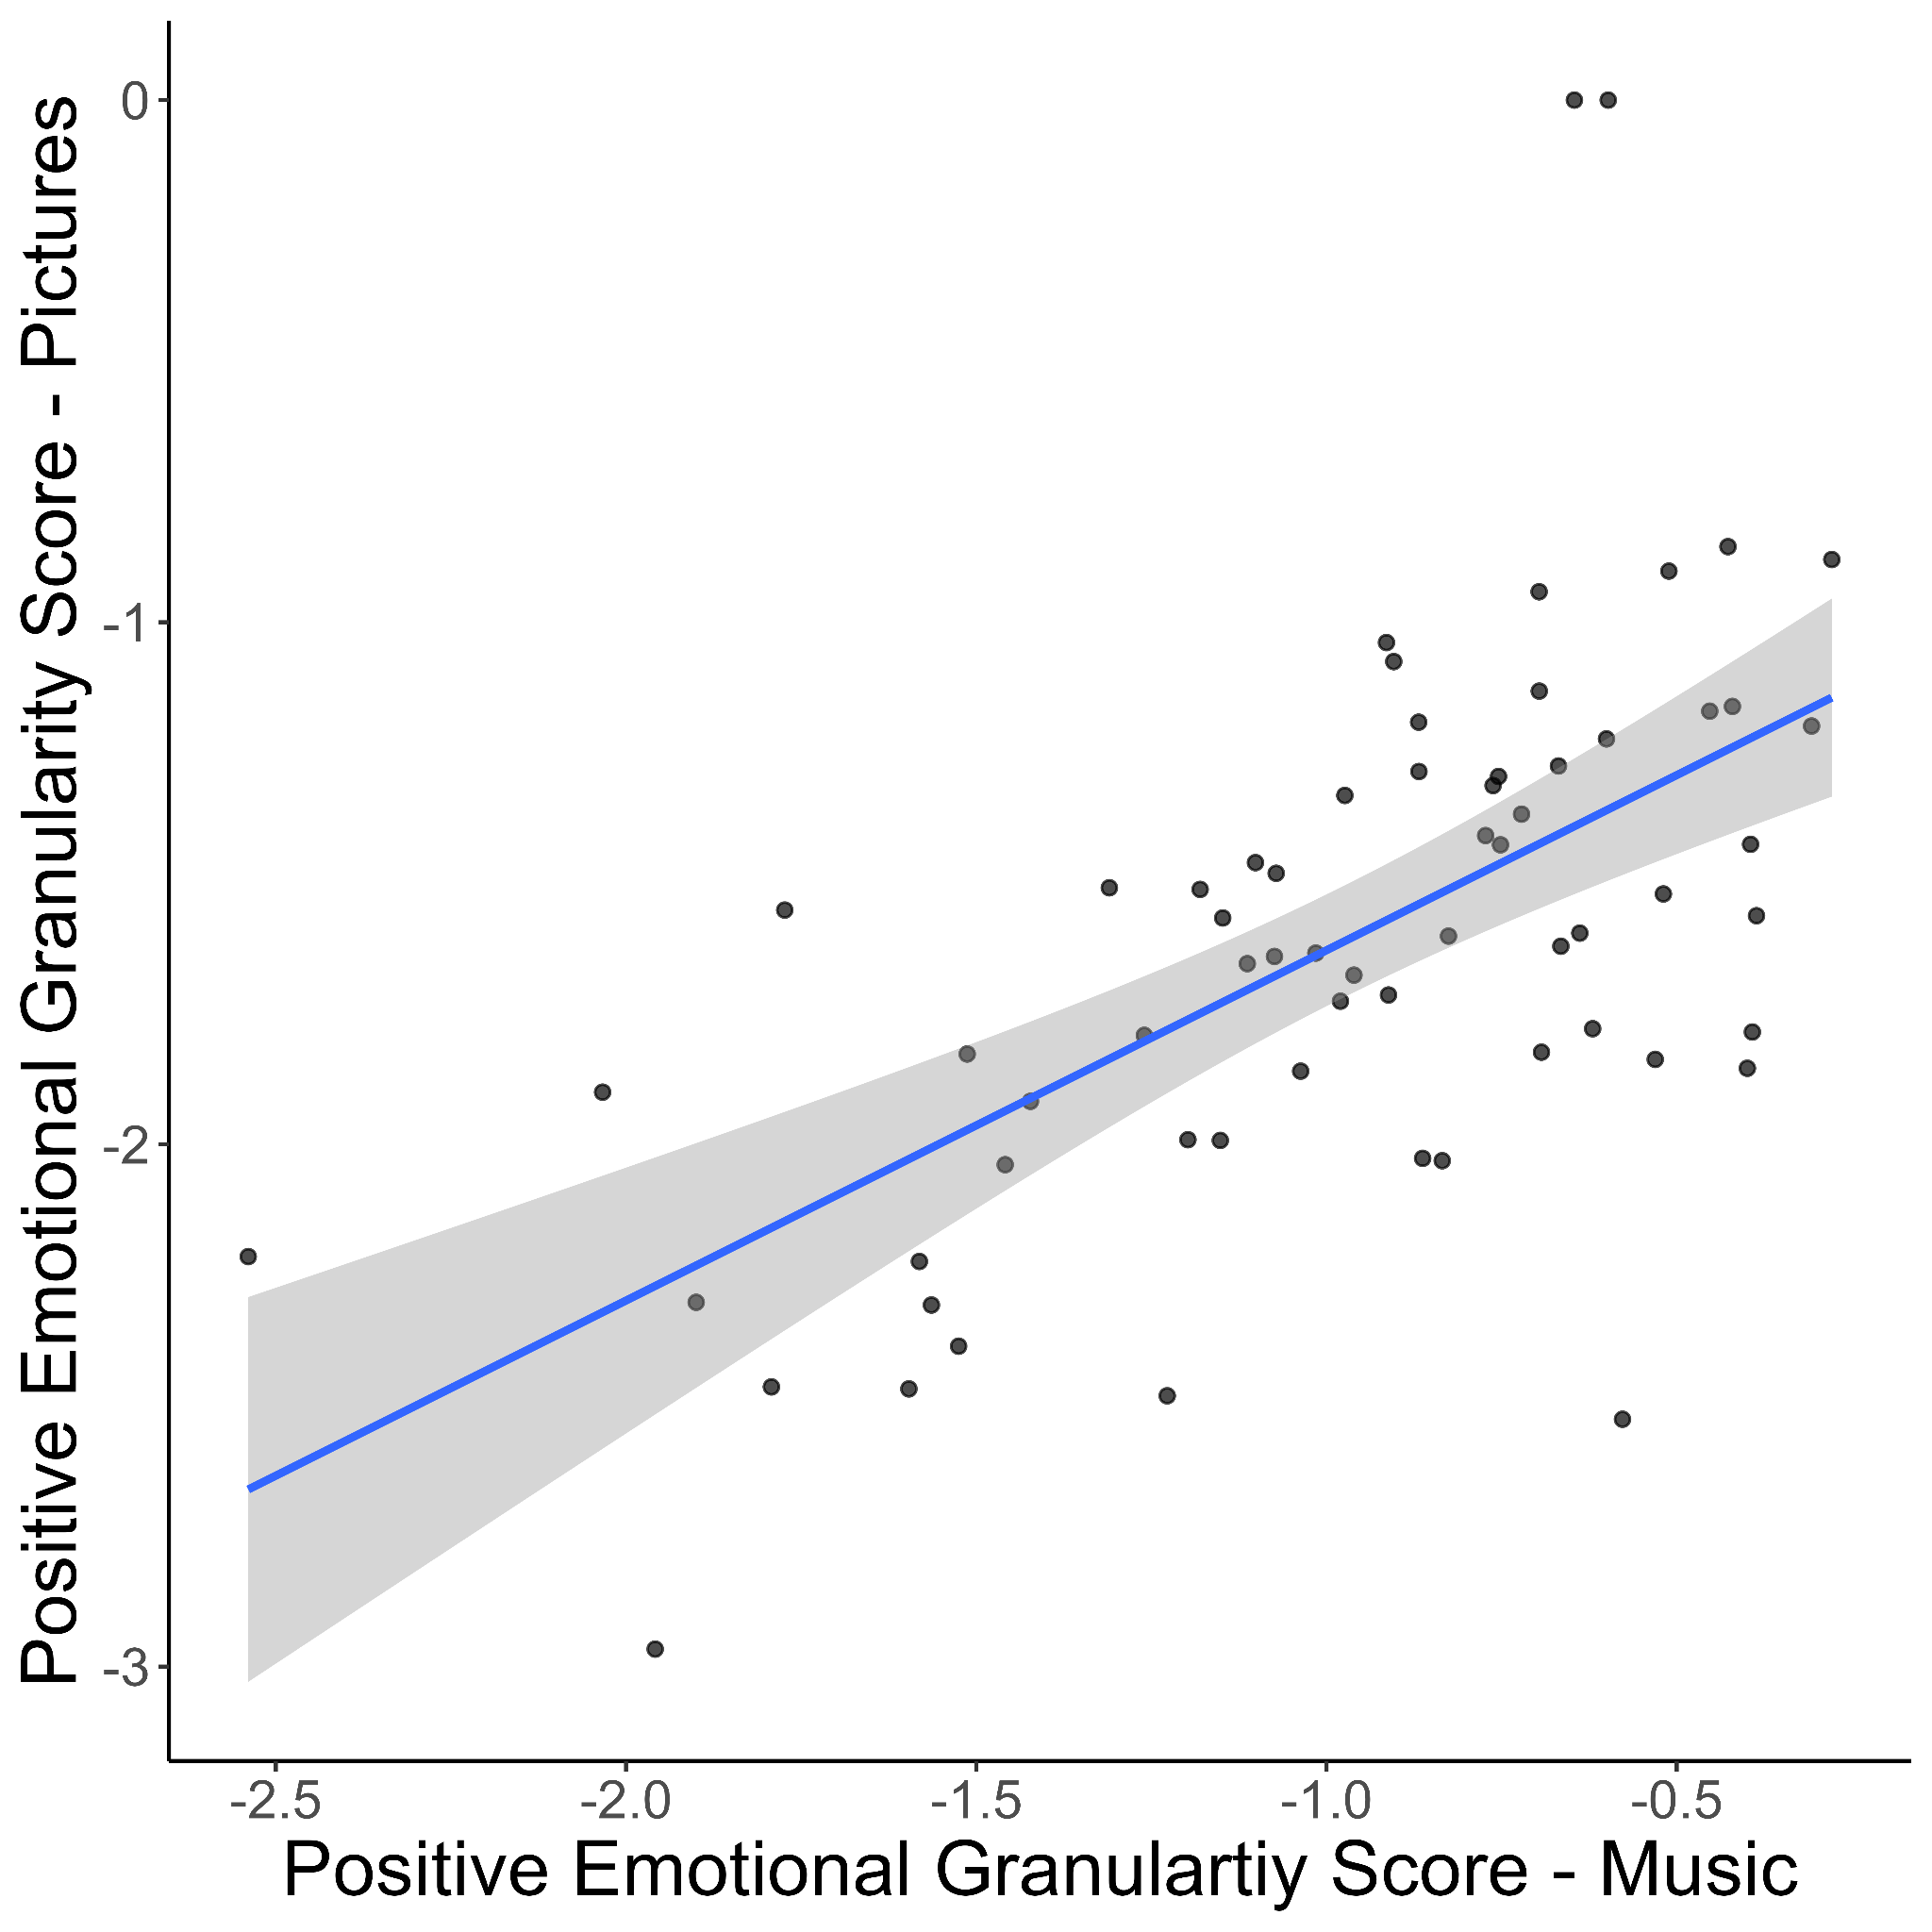 Positive Emotional Granularity Score - Pictures
0
-1
-2
-3
-2.5 -2.0 -1.5 -1.0 -0.5
Positive Emotional Granulartiy Score - Music